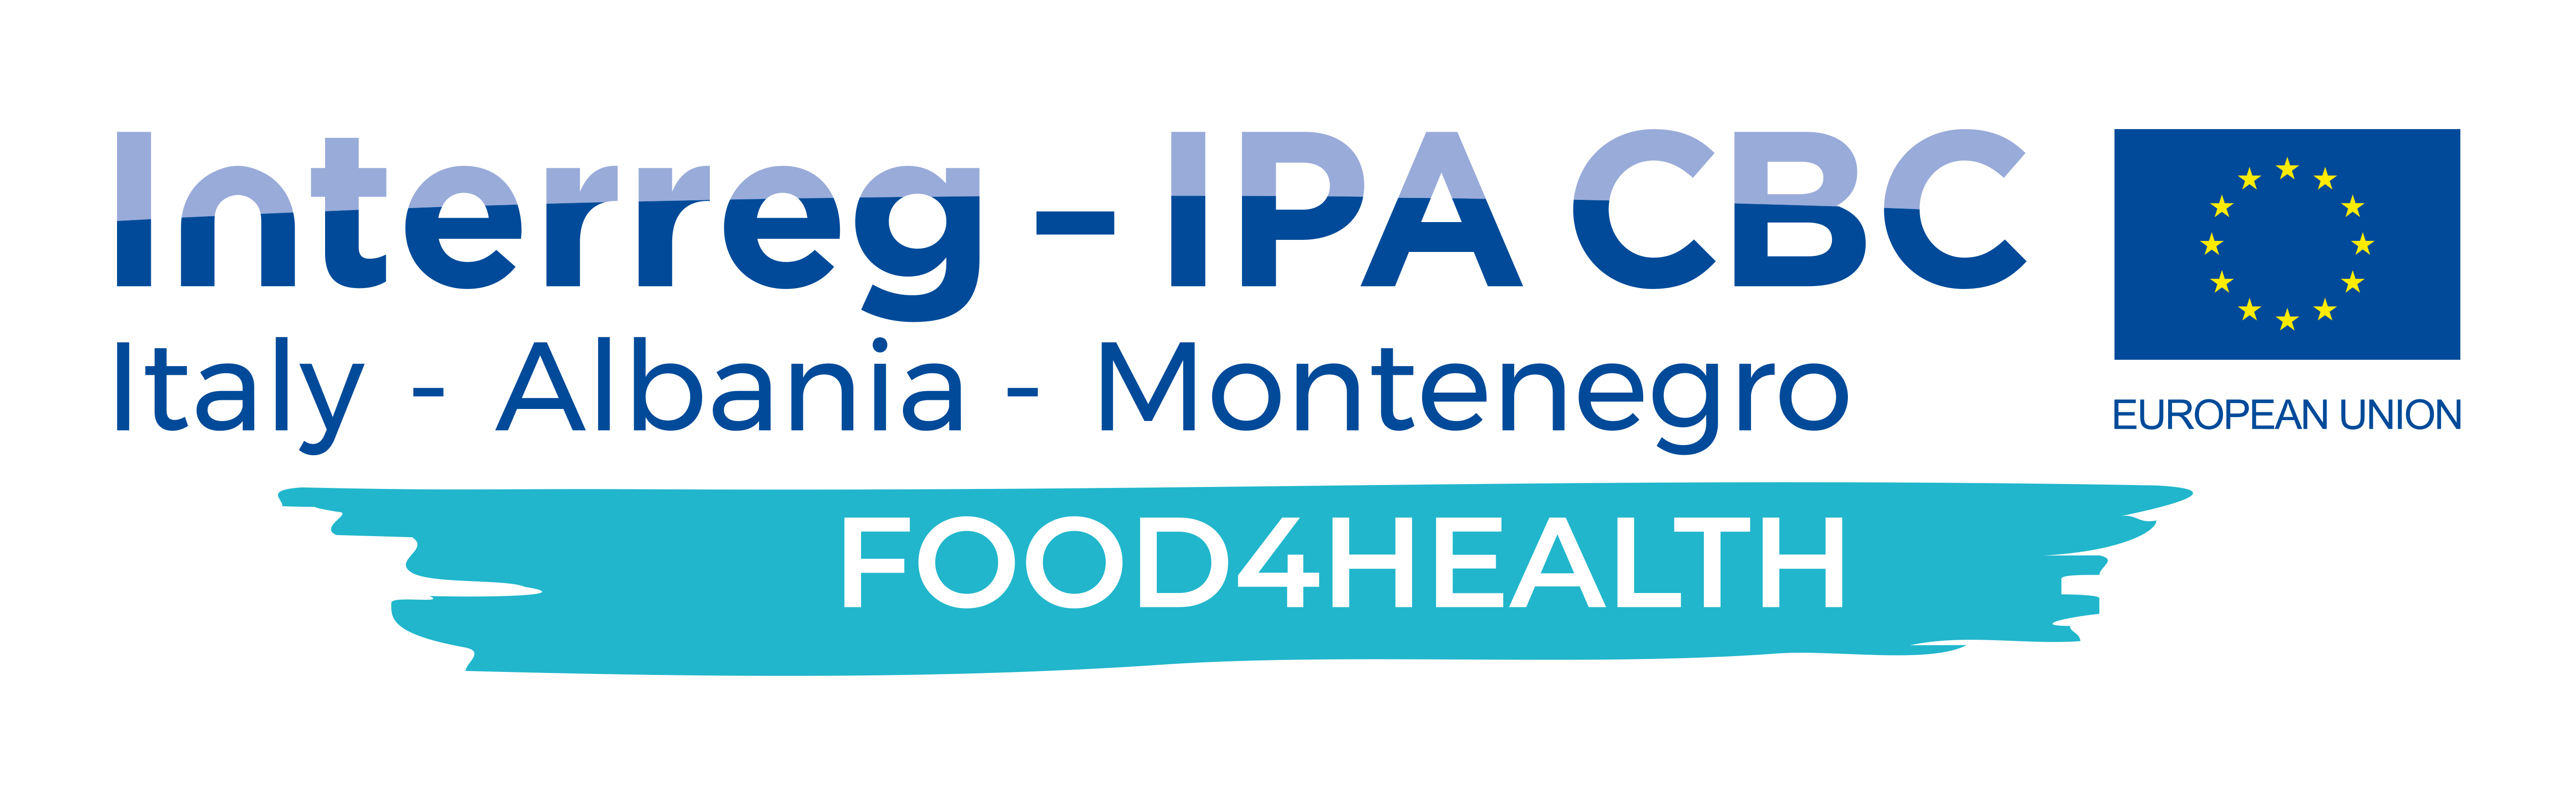 Interreg - IPA CBC
Italy - Albania - Montenegro
EUROPEAN UNION
FOOD4HEALTH